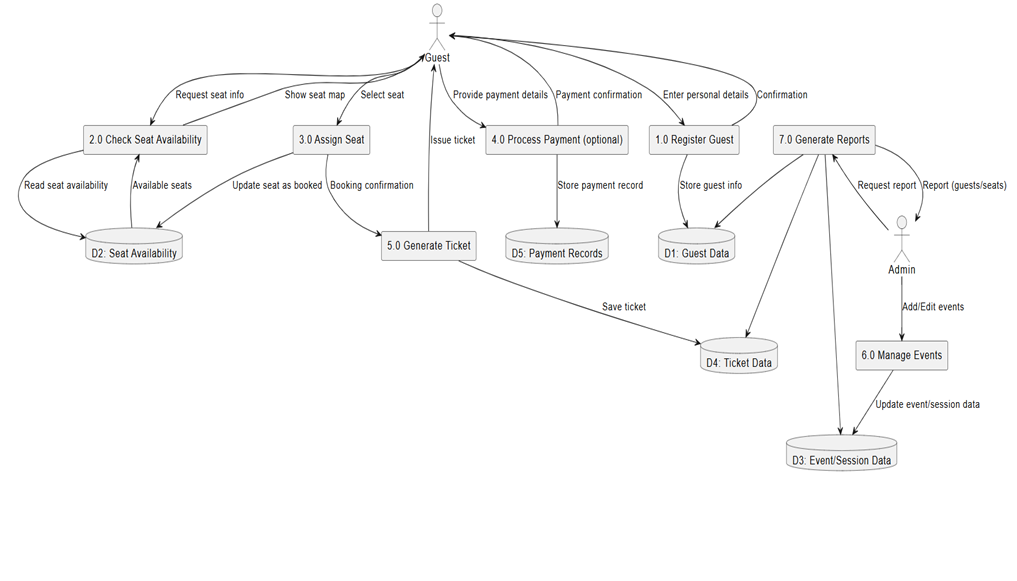 Guest
Request seat info
Show seat map
Select seat
Provide payment details
Payment confirmation
Enter personal details
Confirmation
2.0 Check Seat Availability
3.0 Assign Seat
Issue ticket
4.0 Process Payment (optional)
1.0 Register Guest
7.0 Generate Reports
Read seat availability
Available seats
Update seat as booked
Booking confirmation
Store payment record
Store guest info
Request report
Report (guests/seats)
D2: Seat Availability
5.0 Generate Ticket
D5: Payment Records
D1: Guest Data
Admin
Save ticket
Add/Edit events
D4: Ticket Data
6.0 Manage Events
Update event/session data
D3: Event/Session Data